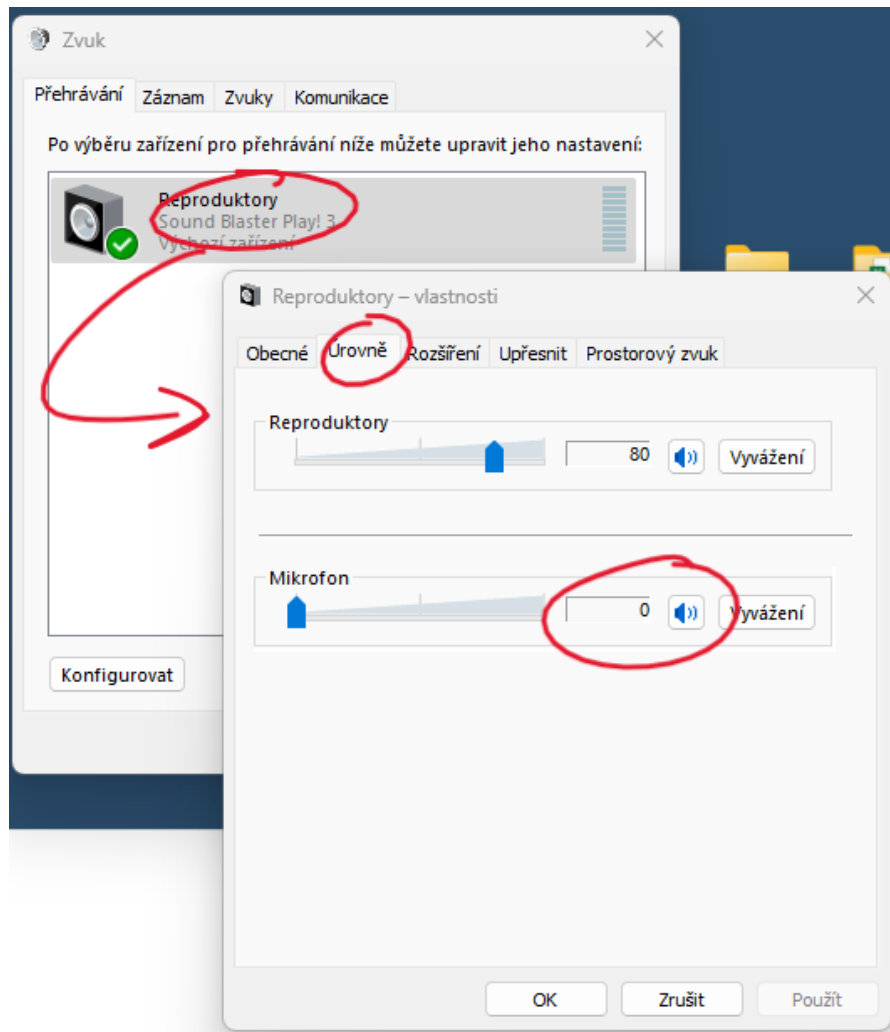 Zvuk
Přehrávání Záznam Zvuky Komunikace
Po výběru zařízení pro přehrávání níže můžete upravit jeho nastavení:
Reproduktory
Sound Blaster Play! 3
Výchozí zařízení
Konfigurovat
Reproduktory – vlastnosti
Obecné Úrovně Rozšíření Upřesnit Prostorový zvuk
Reproduktory
80 Vyvážení
Mikrofon
0 Vyvážení
OK Zrušit Použít